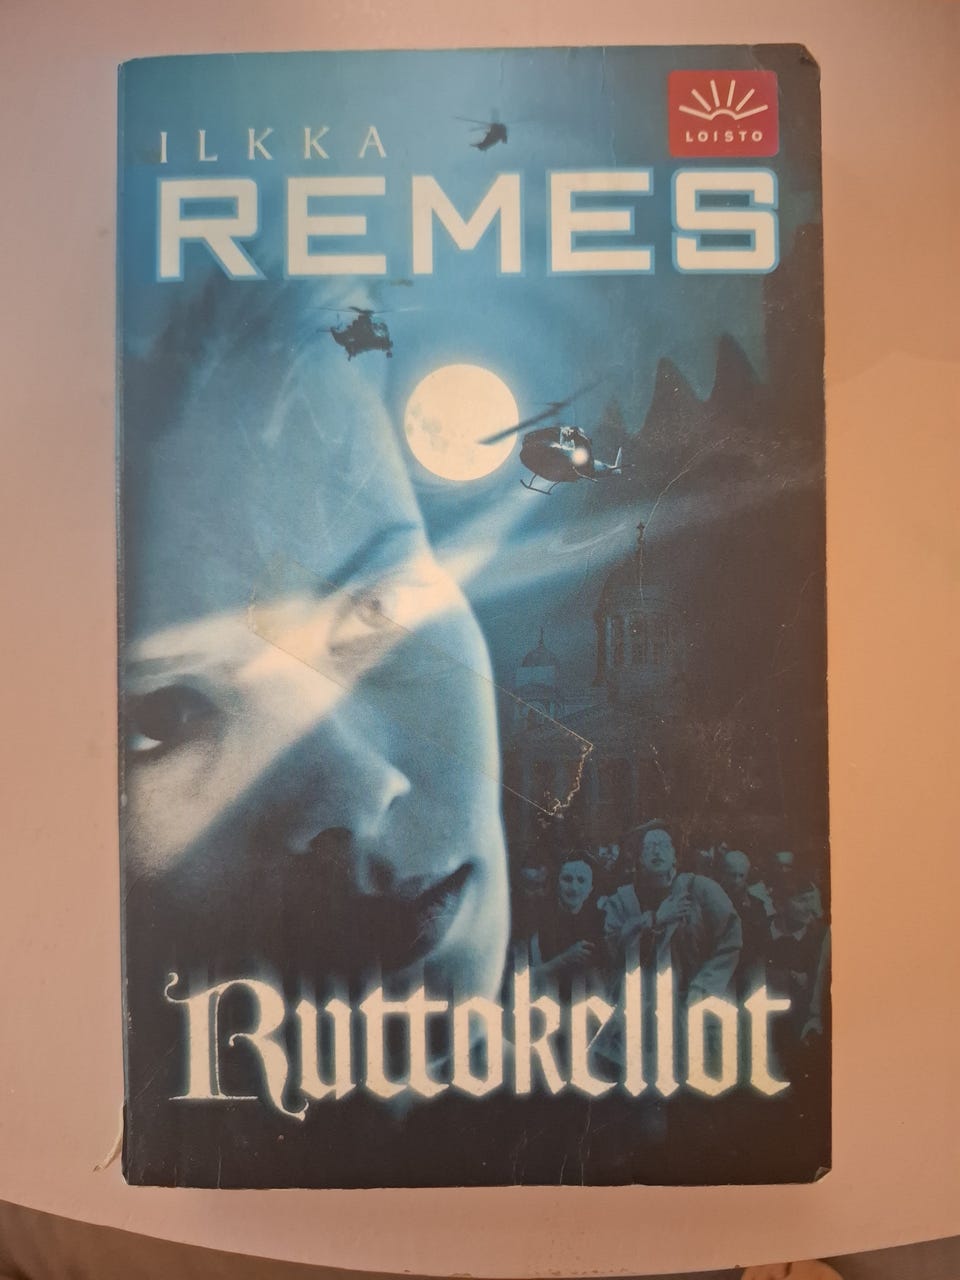 ILKKA
LOISTO
REMES
Ruttokellot